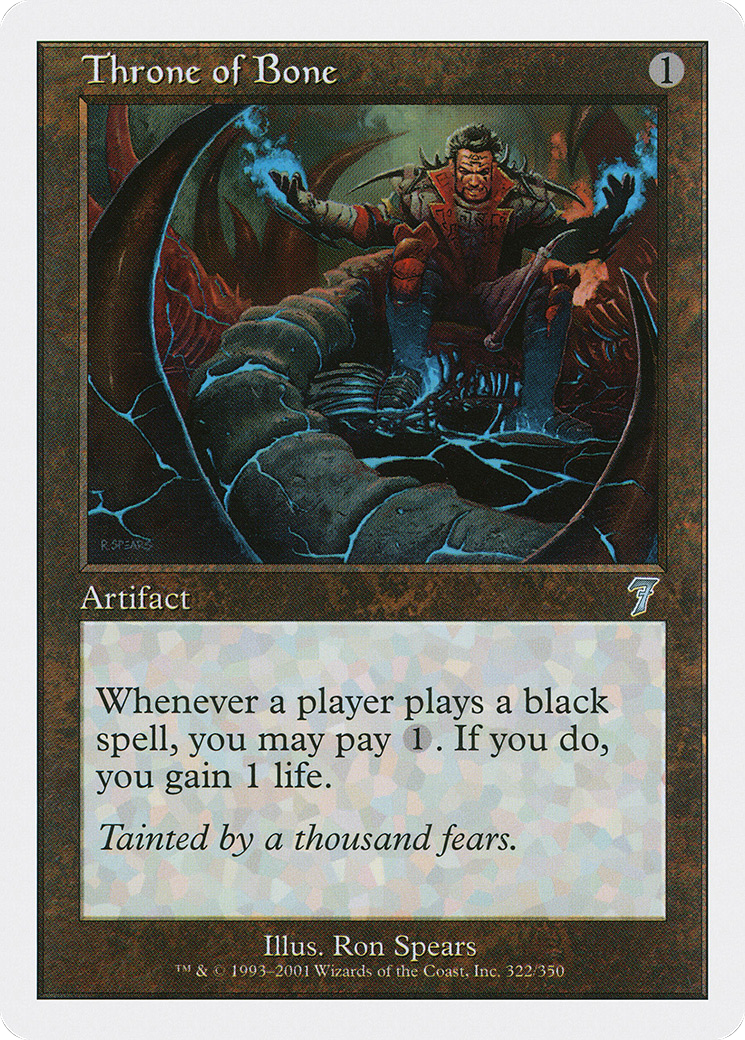 Throne of Bone 1
R. SPEARS
Artifact 7
Whenever a player plays a black
spell, you may pay 1. If you do,
you gain 1 life.
Tainted by a thousand fears.
Illus. Ron Spears
™ & © 1993–2001 Wizards of the Coast, Inc. 322/350